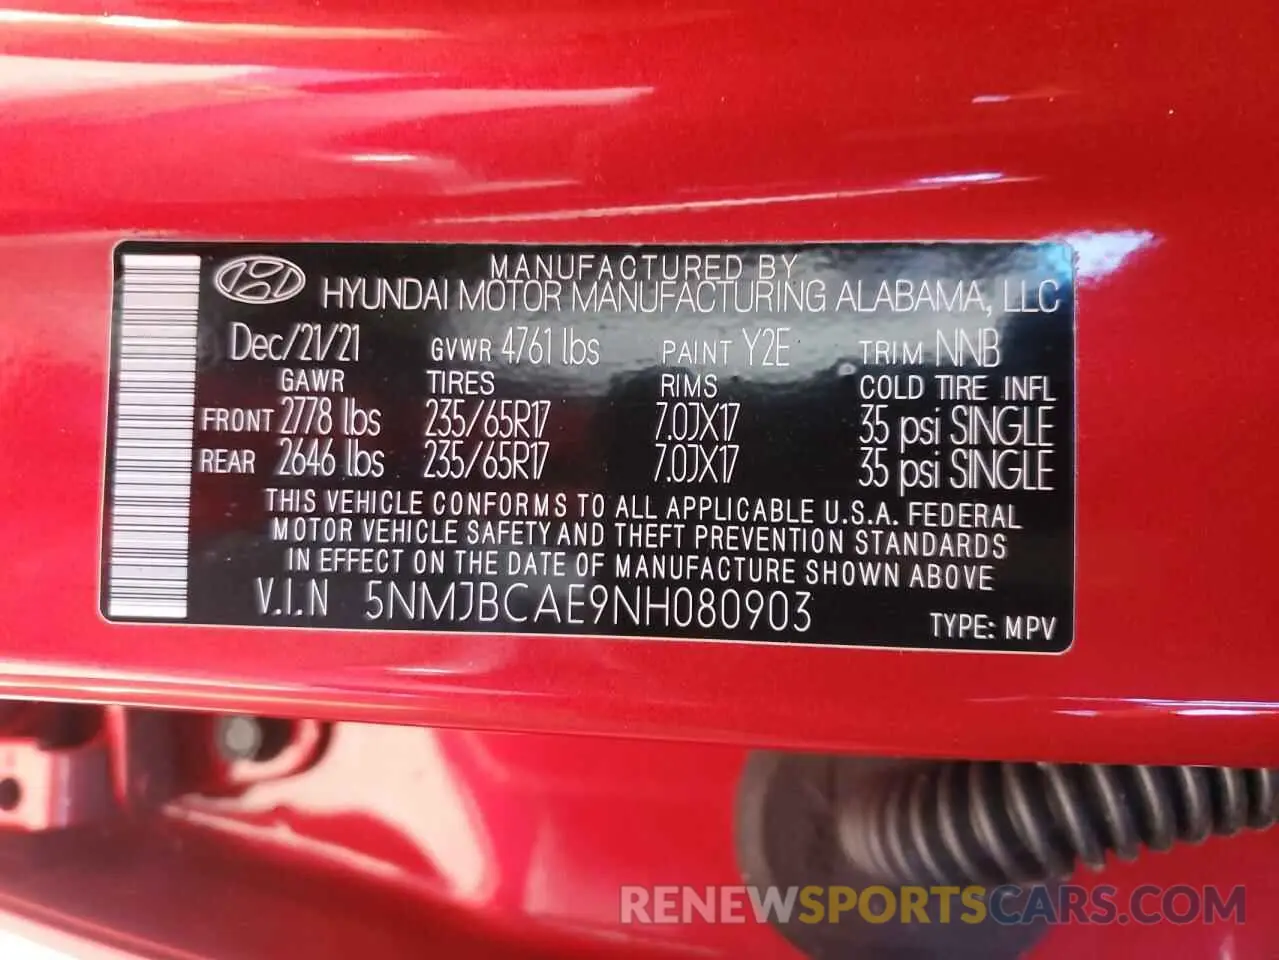 MANUFACTURED BY
HYUNDAI MOTOR MANUFACTURING ALABAMA, LLC
Dec/21/21 GVWR 4761 lbs PAINT Y2E TRIM NNB
GAWR TIRES RIMS COLD TIRE INFL
FRONT 2778 lbs 235/65R17 7.0JX17 35 psi SINGLE
REAR 2646 lbs 235/65R17 7.0JX17 35 psi SINGLE
THIS VEHICLE CONFORMS TO ALL APPLICABLE U.S.A. FEDERAL
MOTOR VEHICLE SAFETY AND THEFT PREVENTION STANDARDS
IN EFFECT ON THE DATE OF MANUFACTURE SHOWN ABOVE
V.I.N 5NMJBCAE9NH080903 TYPE: MPV
RENEWSPORTSCARS.COM